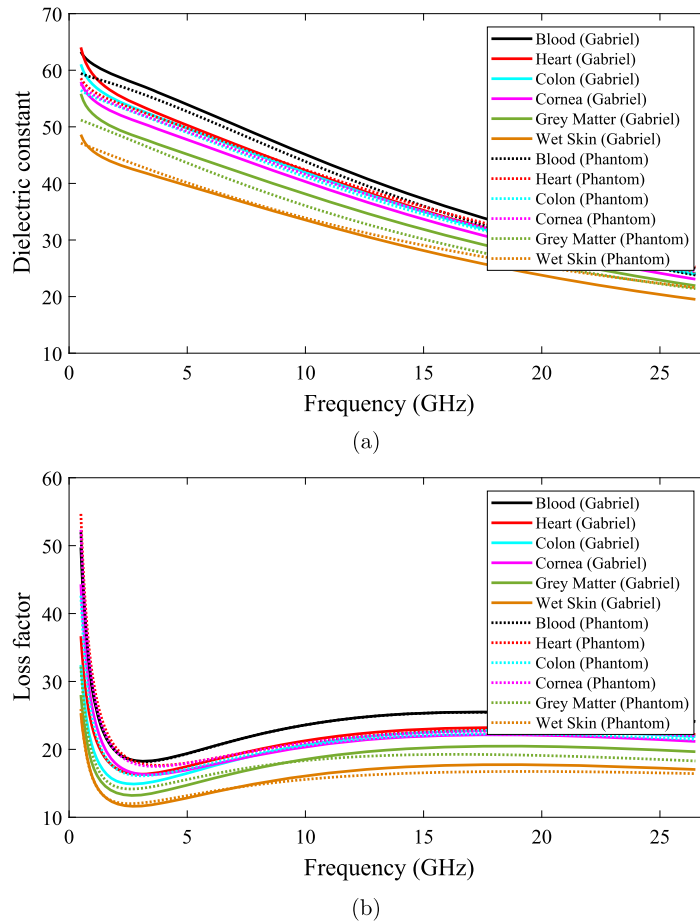 70
60
50
40
30
20
10
0
5
10
15
20
25
Dielectric constant
Frequency (GHz)
Blood (Gabriel)
Heart (Gabriel)
Colon (Gabriel)
Cornea (Gabriel)
Grey Matter (Gabriel)
Wet Skin (Gabriel)
Blood (Phantom)
Heart (Phantom)
Colon (Phantom)
Cornea (Phantom)
Grey Matter (Phantom)
Wet Skin (Phantom)
(a)
60
50
40
30
20
10
0
5
10
15
20
25
Loss factor
Frequency (GHz)
Blood (Gabriel)
Heart (Gabriel)
Colon (Gabriel)
Cornea (Gabriel)
Grey Matter (Gabriel)
Wet Skin (Gabriel)
Blood (Phantom)
Heart (Phantom)
Colon (Phantom)
Cornea (Phantom)
Grey Matter (Phantom)
Wet Skin (Phantom)
(b)